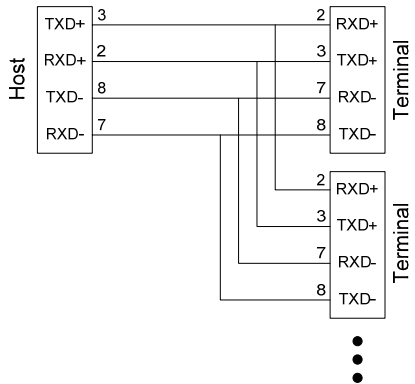 Host
TXD+ 3
RXD+ 2
TXD- 8
RXD- 7
2 RXD+
3 TXD+
7 RXD-
8 TXD-
Terminal
2 RXD+
3 TXD+
7 RXD-
8 TXD-
Terminal